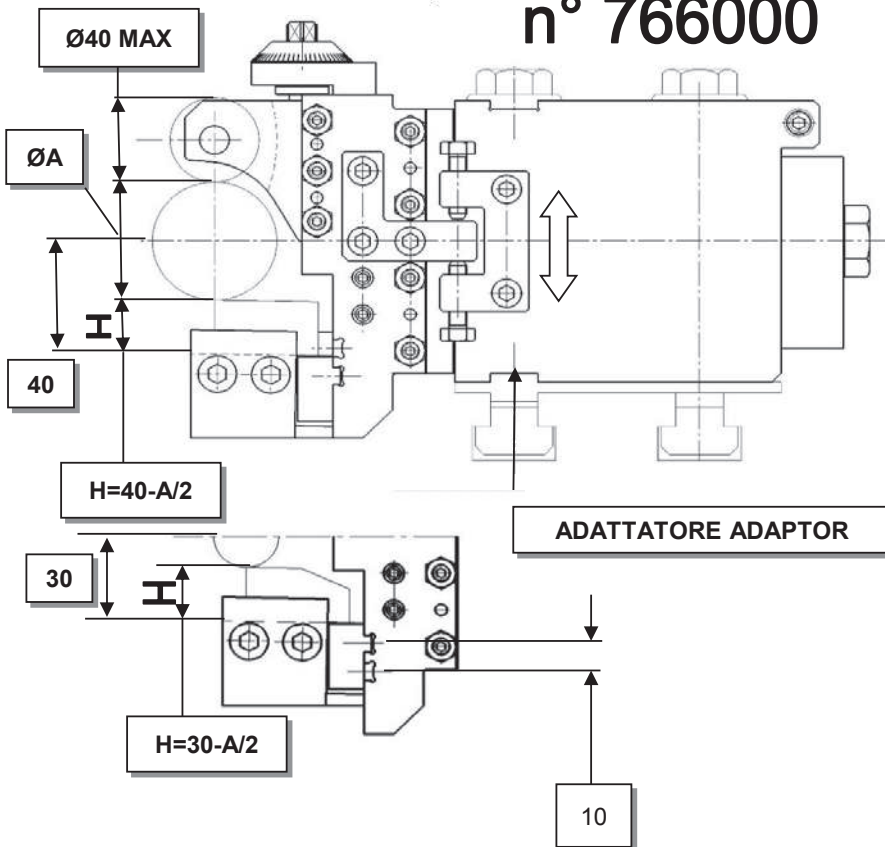 n° 766000
Ø40 MAX
ØA
H
40
H=40-A/2
ADATTATORE ADAPTOR
30
H
H=30-A/2
10